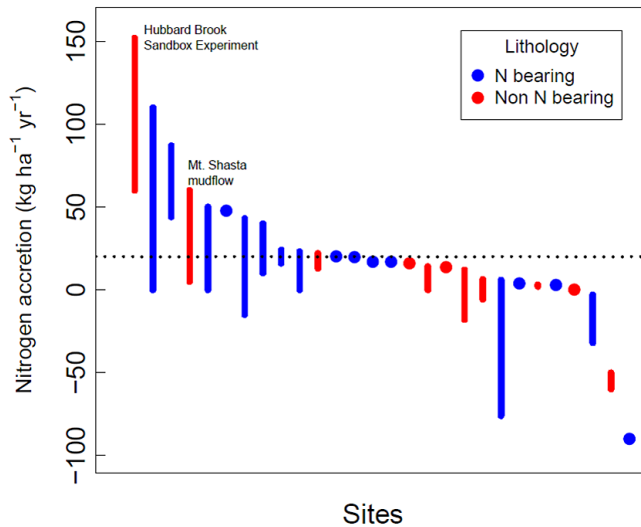 Hubbard Brook
Sandbox Experiment
Lithology
N bearing
Non N bearing
Mt. Shasta
mudflow
Nitrogen accretion (kg ha⁻¹ yr⁻¹)
150
100
50
0
−50
−100
Sites